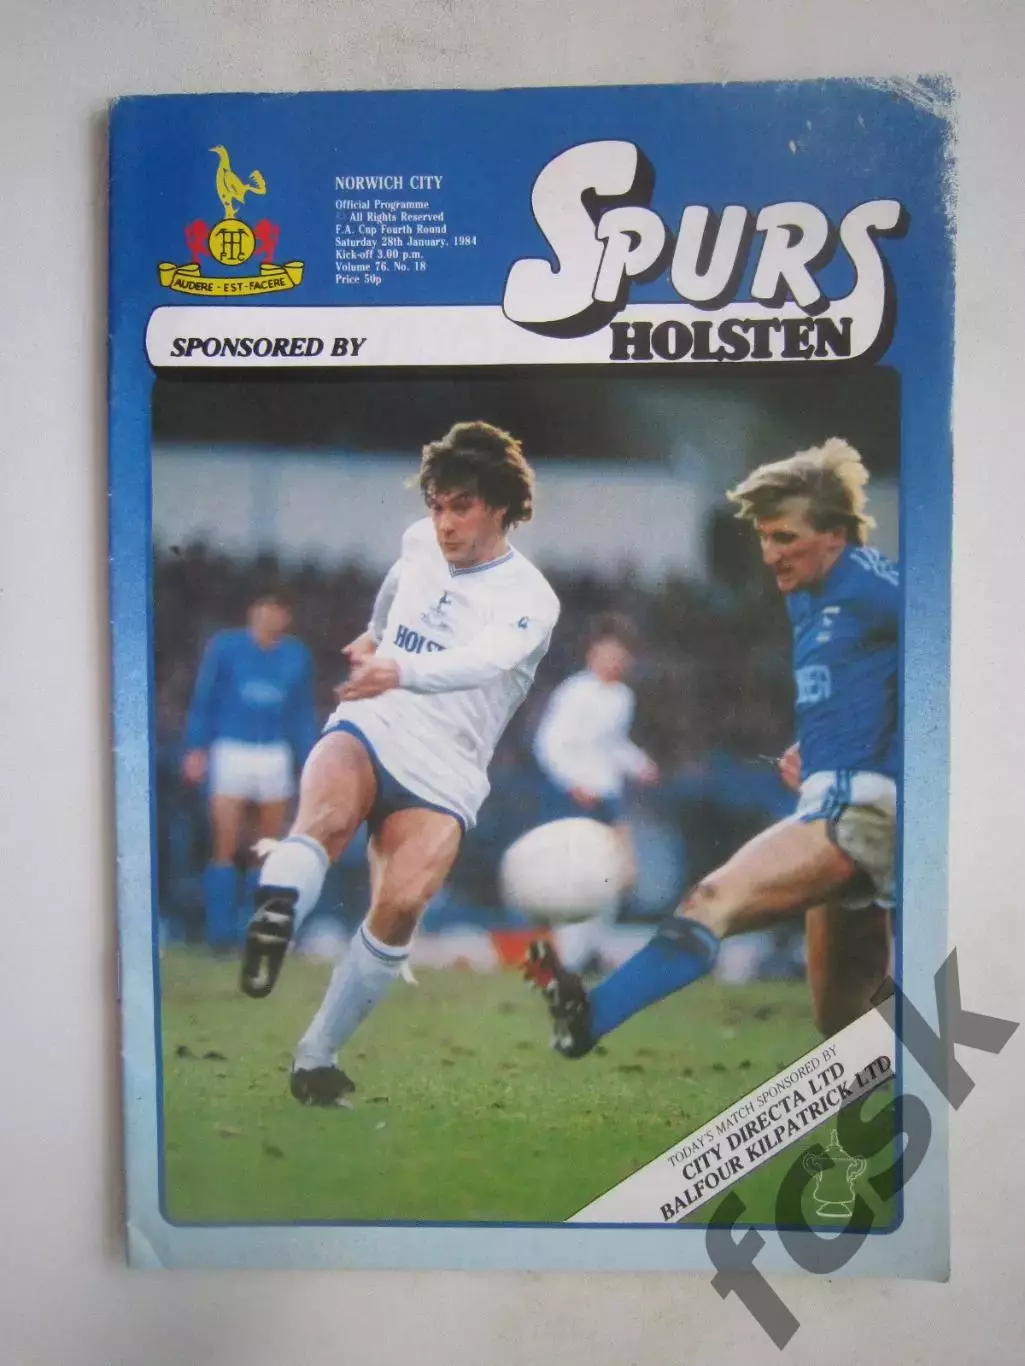 NORWICH CITY
Official Programme
© All Rights Reserved
F.A. Cup Fourth Round
Saturday 28th January, 1984
Kick-off 3.00 p.m.
Volume 76. No. 18
Price 50p
AUDERE - EST - FACERE
SPURS
SPONSORED BY
HOLSTEN
HOLST
TODAY'S MATCH SPONSORED BY
CITY DIRECTA LTD
BALFOUR KILPATRICK LTD
fcsk